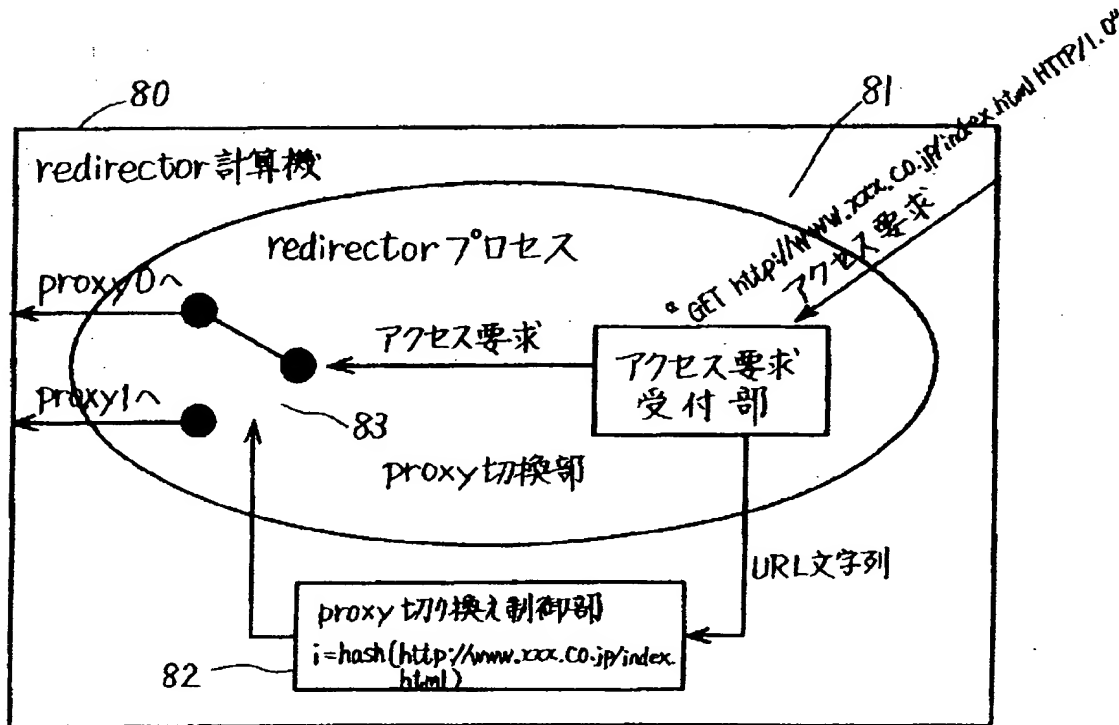 80
81
"GET http://www.xxx.co.jp/index.html HTTP/1.0"
アクセス要求
redirector計算機
redirectorプロセス
proxy0へ
アクセス要求
アクセス要求
受付部
proxy1へ
83
proxy切換部
URL文字列
proxy切り換え制御部
i=hash(http://www.xxx.co.jp/index.
html)
82